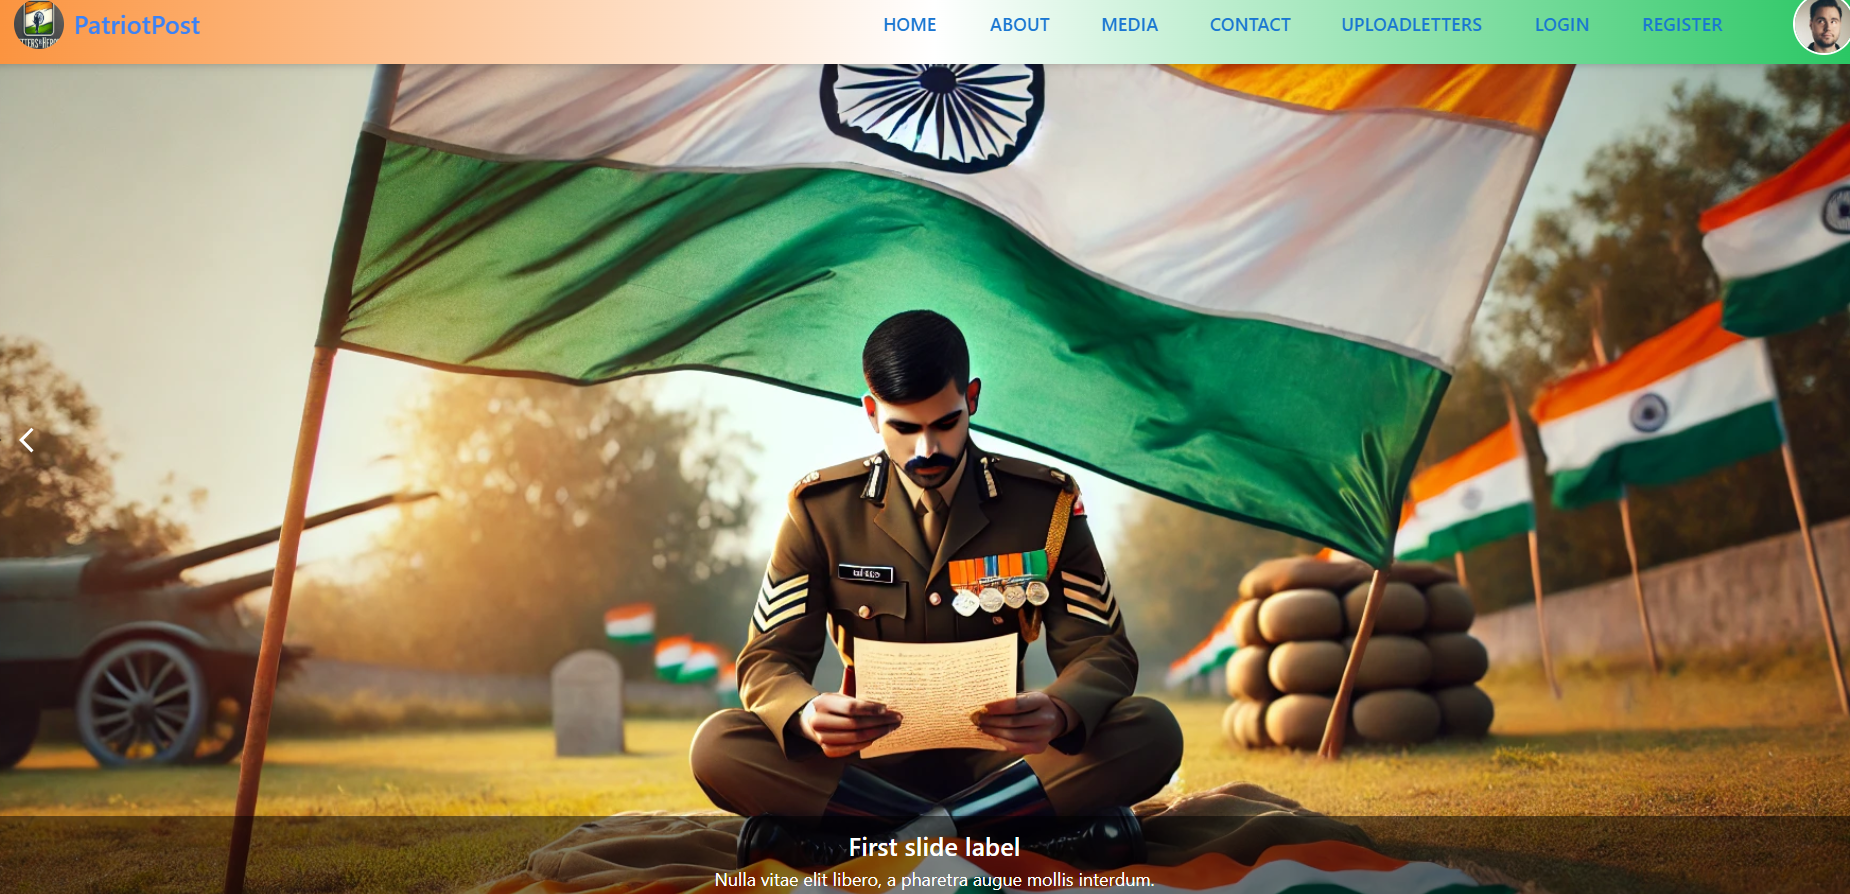 PatriotPost
HOME ABOUT MEDIA CONTACT UPLOADLETTERS LOGIN REGISTER
First slide label
Nulla vitae elit libero, a pharetra augue mollis interdum.